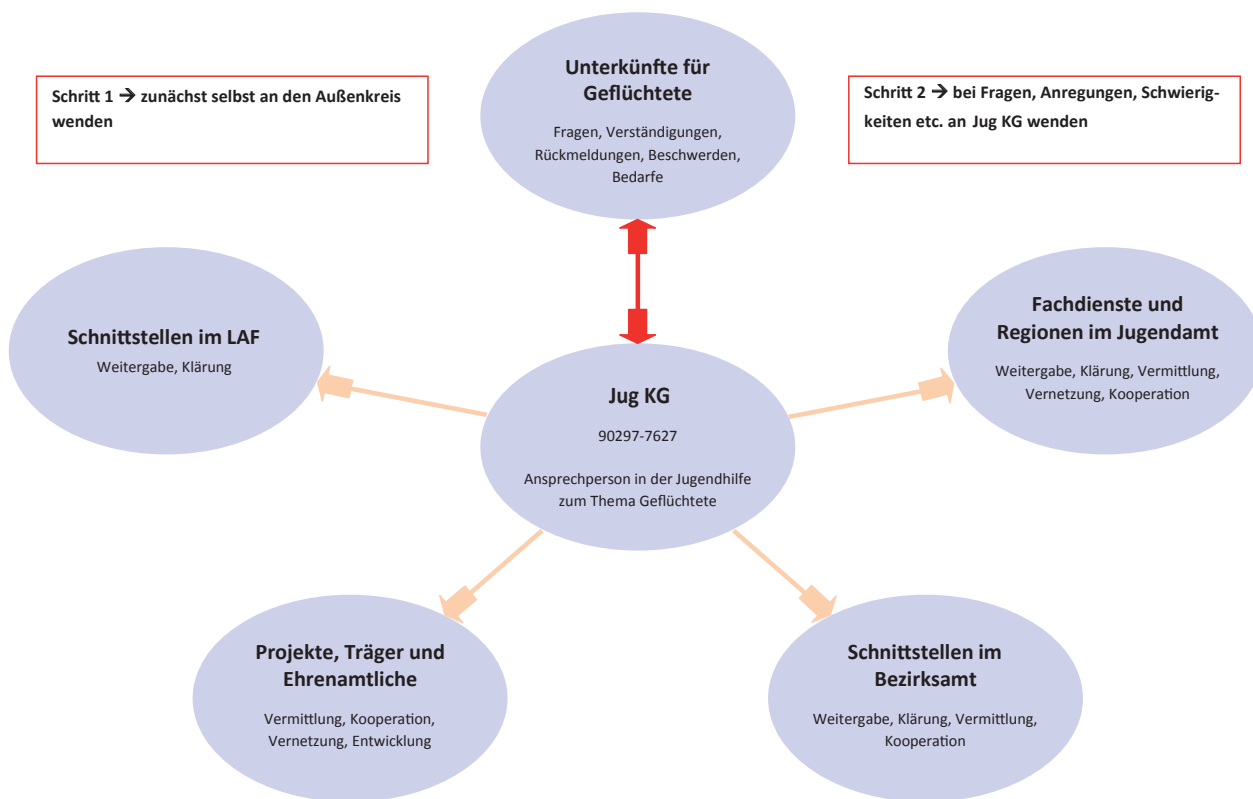 Unterkünfte für
Geflüchtete
Fragen, Verständigungen,
Rückmeldungen, Beschwerden,
Bedarfe
Schritt 1 → zunächst selbst an den Außenkreis
wenden
Schritt 2 → bei Fragen, Anregungen, Schwierig-
keiten etc. an Jug KG wenden
Schnittstellen im LAF
Weitergabe, Klärung
Fachdienste und
Regionen im Jugendamt
Weitergabe, Klärung, Vermittlung,
Vernetzung, Kooperation
Jug KG
90297-7627
Ansprechperson in der Jugendhilfe
zum Thema Geflüchtete
Projekte, Träger und
Ehrenamtliche
Vermittlung, Kooperation,
Vernetzung, Entwicklung
Schnittstellen im
Bezirksamt
Weitergabe, Klärung, Vermittlung,
Kooperation